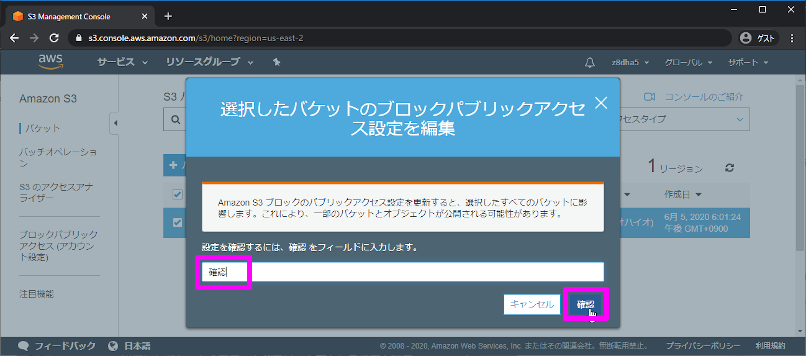 S3 Management Console
s3.console.aws.amazon.com/s3/home?region=us-east-2
ゲスト
aws
サービス
リソースグループ
z8dha5
グローバル
サポート
Amazon S3
バケット
バッチオペレーション
S3 のアクセスアナライザー
ブロックパブリックアクセス (アカウント設定)
注目機能
コンソールのご紹介
1 リージョン
作成日
6月 5, 2020 6:01:24
午後 GMT+0900
選択したバケットのブロックパブリックアクセ
ス設定を編集
Amazon S3 ブロックのパブリックアクセス設定を更新すると、選択したすべてのバケットに影
響します。これにより、一部のバケットとオブジェクトが公開される可能性があります。
設定を確認するには、確認 をフィールドに入力します。
確認
キャンセル
確認
フィードバック
日本語
© 2008 - 2020, Amazon Web Services, Inc. またはその関連会社。無断転用禁止。
プライバシーポリシー
利用規約